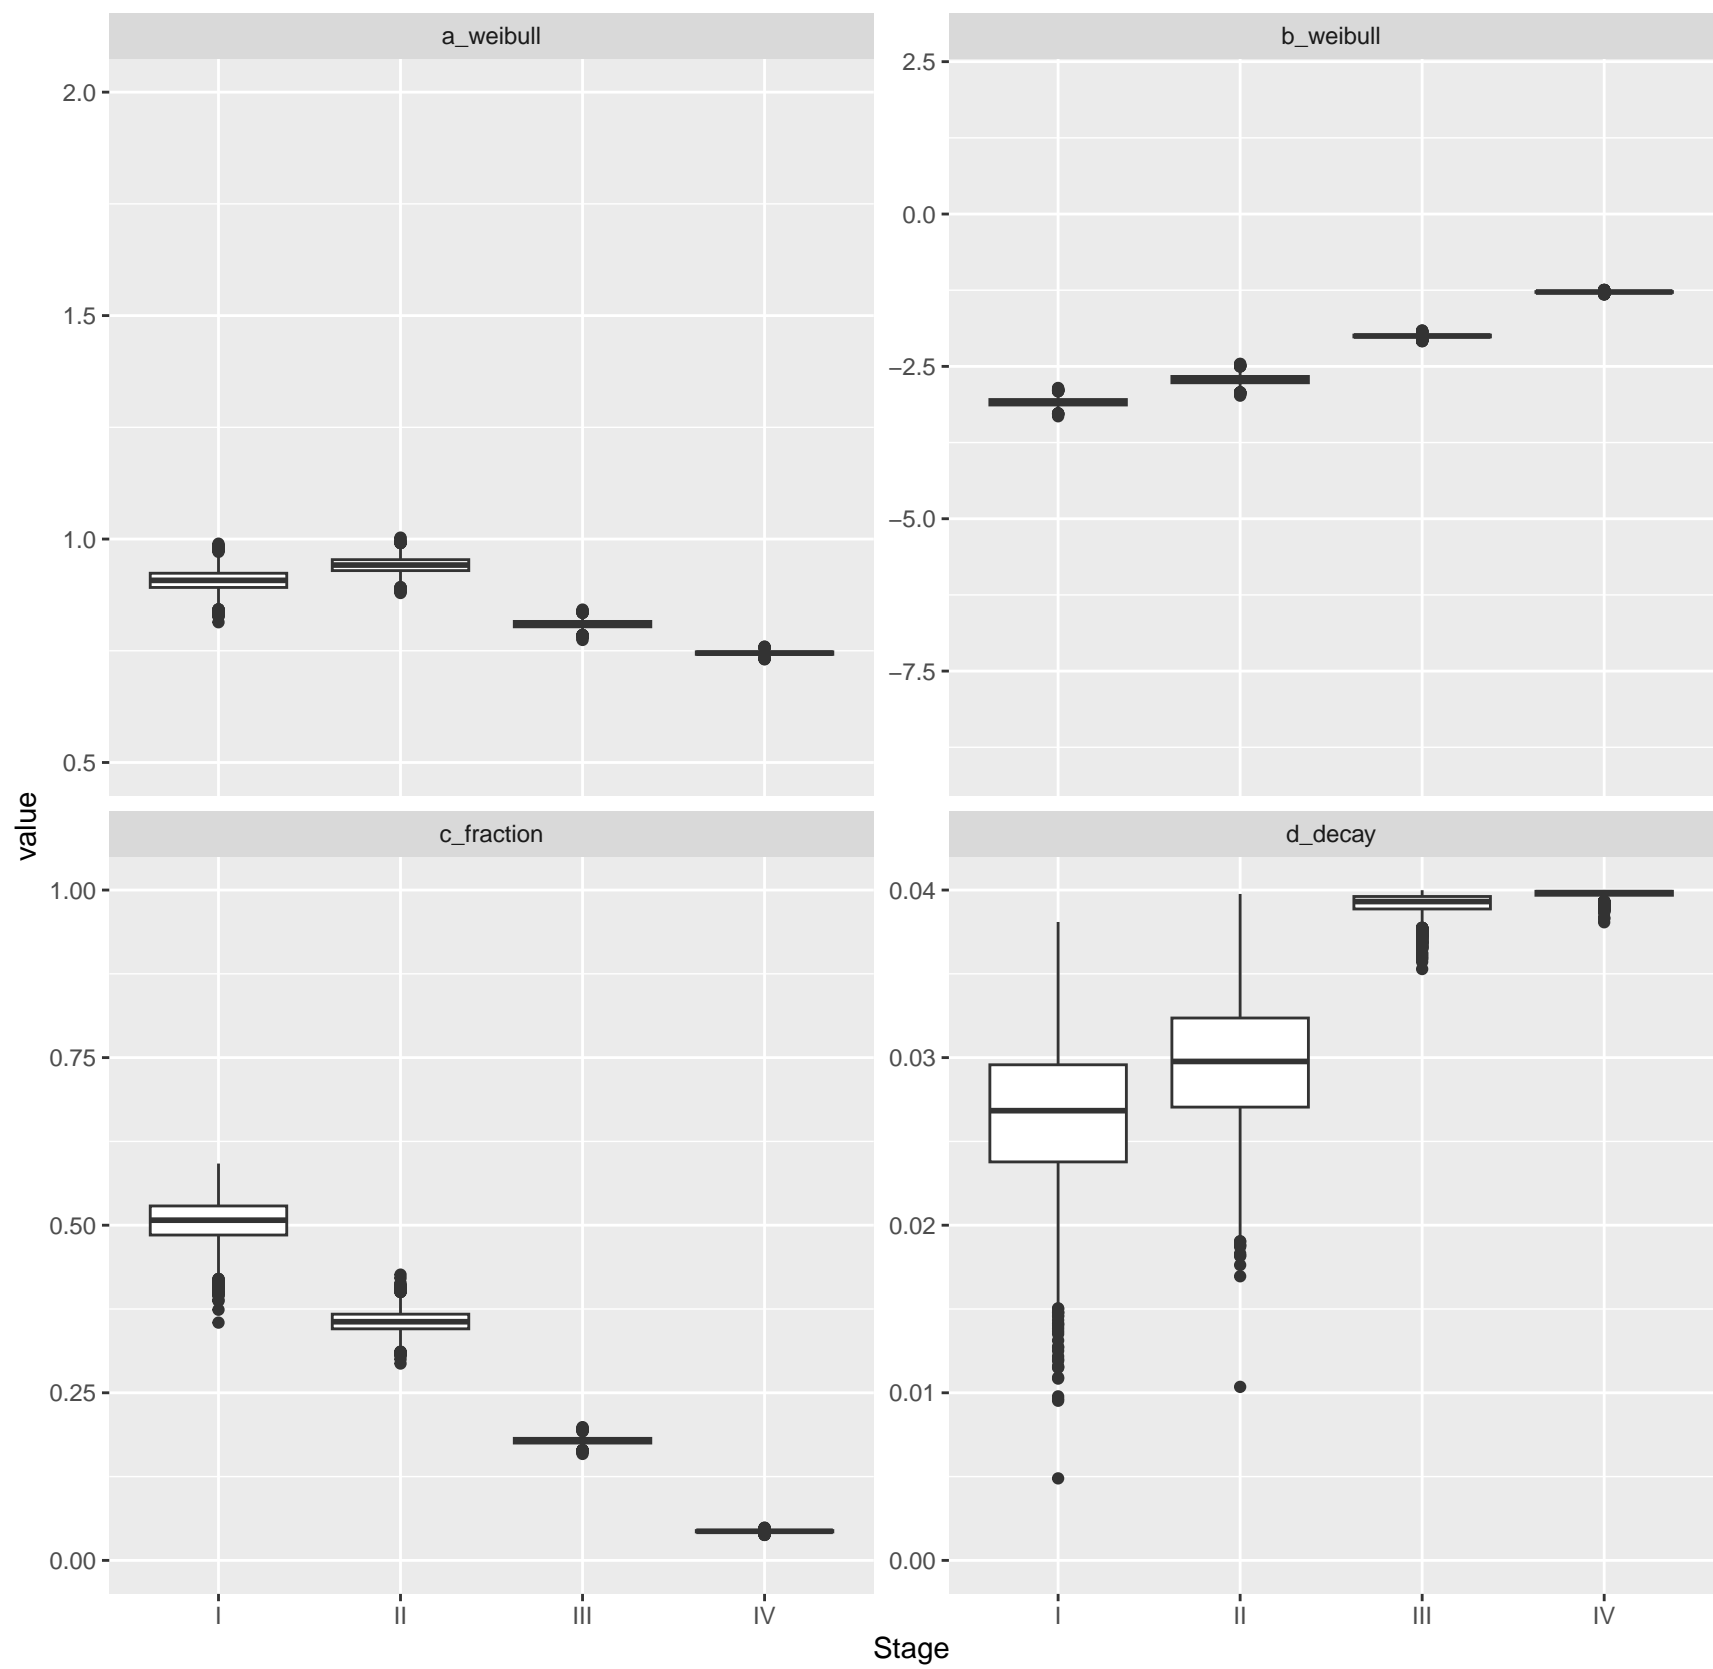 a_weibull
b_weibull
2.0
1.5
1.0
0.5
2.5
0.0
−2.5
−5.0
−7.5
value
c_fraction
d_decay
1.00
0.75
0.50
0.25
0.00
0.04
0.03
0.02
0.01
0.00
I II III IV
I II III IV
Stage